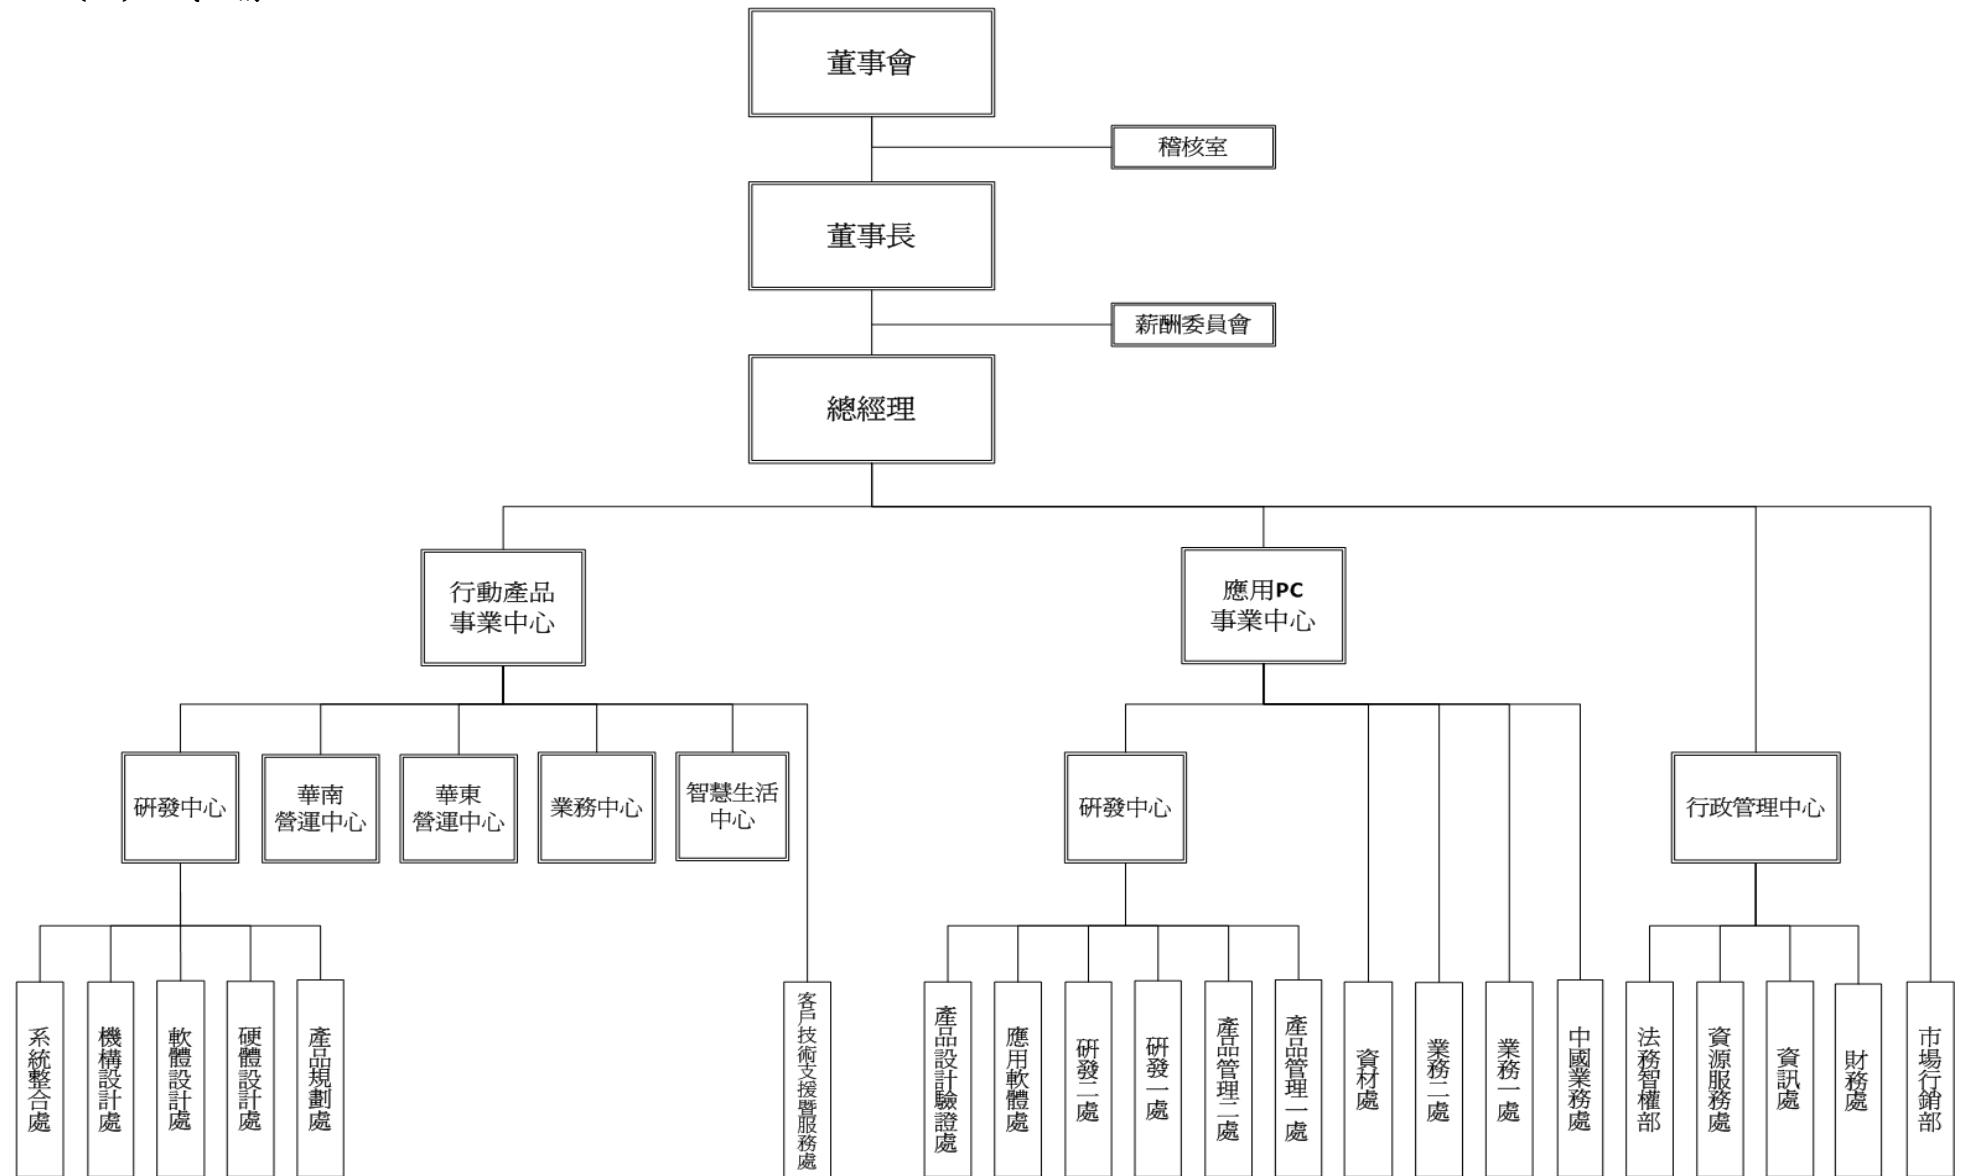 董事會
稽核室
董事長
薪酬委員會
總經理
行動產品
事業中心
應用PC
事業中心
研發中心
華南
營運中心
華東
營運中心
業務中心
智慧生活
中心
研發中心
行政管理中心
系統整合處
機構設計處
軟體設計處
硬體設計處
產品規劃處
客戶技術支援暨服務處
產品設計驗證處
應用軟體處
研發二處
研發一處
產品管理二處
產品管理一處
資材處
業務二處
業務一處
中國業務處
法務智權部
資源服務處
資訊處
財務處
市場行銷部